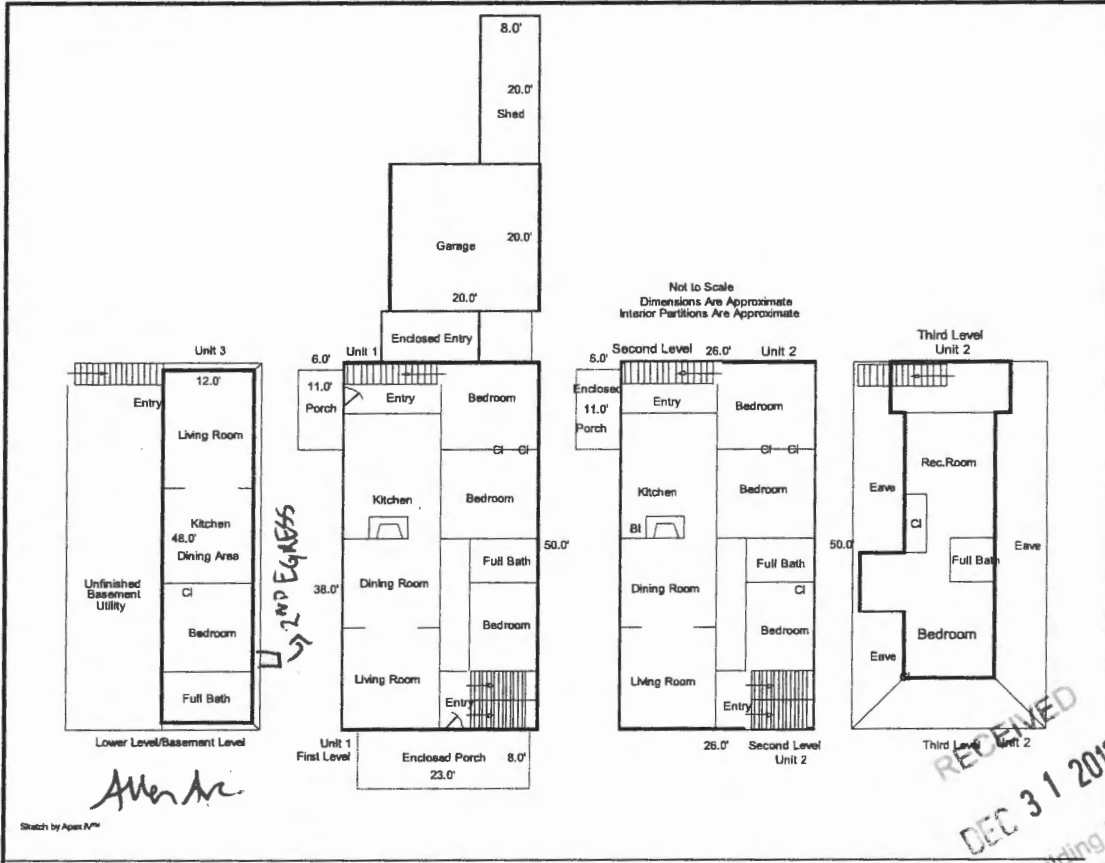 8.0'
20.0'
Shed
Garage
20.0'
20.0'
Enclosed Entry
Not to Scale
Dimensions Are Approximate
Interior Partitions Are Approximate
Unit 3
12.0'
Entry
Living Room
Kitchen
48.0'
Dining Area
Unfinished
Basement
Utility
Cl
Bedroom
Full Bath
2ND EGRESS
Lower Level/Basement Level
6.0'
Unit 1
11.0'
Porch
Entry
Bedroom
Cl Cl
Kitchen
Bedroom
50.0'
Full Bath
38.0'
Dining Room
Bedroom
Living Room
Entry
Unit 1
First Level
Enclosed Porch
8.0'
23.0'
6.0'
Second Level
26.0'
Unit 2
Enclosed
11.0'
Porch
Entry
Bedroom
Cl Cl
Kitchen
Bedroom
BI
Full Bath
Cl
Dining Room
Bedroom
Living Room
Entry
26.0'
Second Level
Unit 2
Third Level
Unit 2
Rec.Room
Eave
Cl
50.0'
Full Bath
Eave
Bedroom
Eave
Third Level Unit 2
Allen
Sketch by Apex IV™
RECEIVED
DEC 31